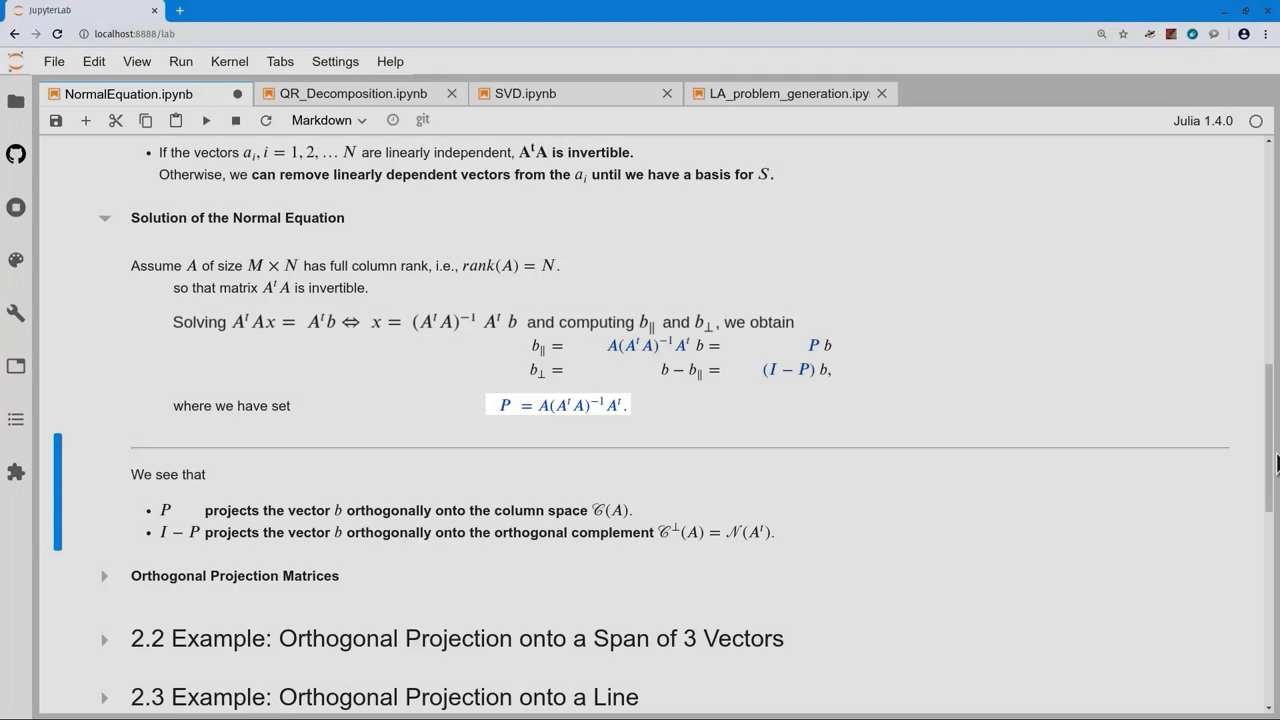 JupyterLab
localhost:8888/lab
File Edit View Run Kernel Tabs Settings Help
NormalEquation.ipynb QR_Decomposition.ipynb SVD.ipynb LA_problem_generation.ipy
Markdown git Julia 1.4.0
• If the vectors aᵢ, i = 1, 2, … N are linearly independent, AᵗA is invertible.
Otherwise, we can remove linearly dependent vectors from the aᵢ until we have a basis for S.
Solution of the Normal Equation
Assume A of size M × N has full column rank, i.e., rank(A) = N.
so that matrix AᵗA is invertible.
Solving AᵗAx = Aᵗb ⇔ x = (AᵗA)⁻¹ Aᵗ b and computing b∥ and b⊥, we obtain
b∥ = A(AᵗA)⁻¹Aᵗ b = P b
b⊥ = b − b∥ = (I − P) b,
where we have set P = A(AᵗA)⁻¹Aᵗ.
We see that
• P projects the vector b orthogonally onto the column space 𝒞(A).
• I − P projects the vector b orthogonally onto the orthogonal complement 𝒞⊥(A) = 𝒩(Aᵗ).
Orthogonal Projection Matrices
2.2 Example: Orthogonal Projection onto a Span of 3 Vectors
2.3 Example: Orthogonal Projection onto a Line